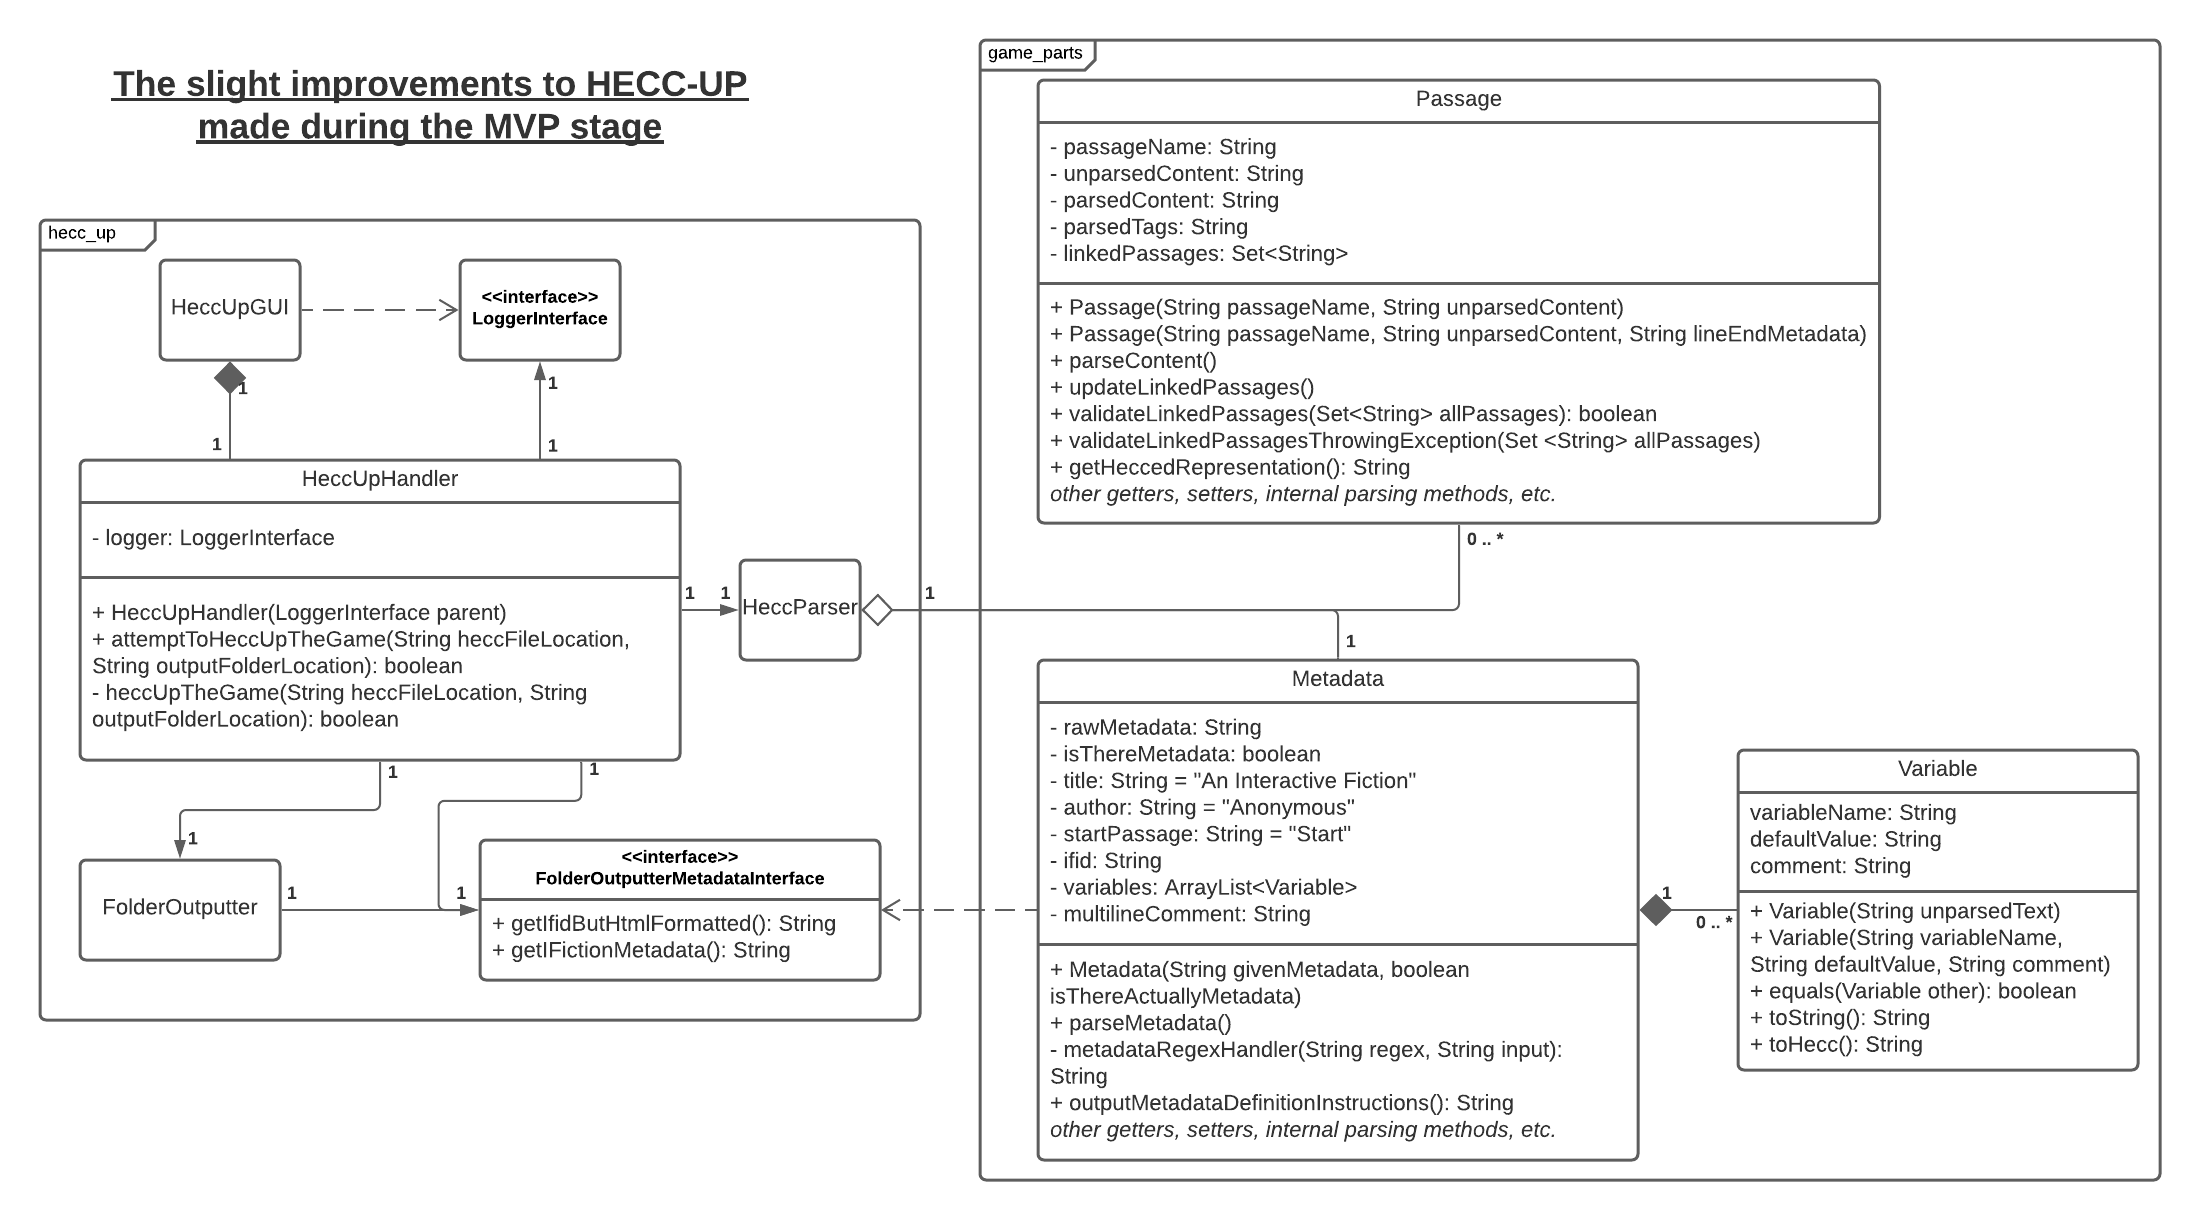 The slight improvements to HECC-UP
made during the MVP stage
hecc_up
HeccUpGUI
<<interface>>
LoggerInterface
1
1
1
1
HeccUpHandler
- logger: LoggerInterface
+ HeccUpHandler(LoggerInterface parent)
+ attemptToHeccUpTheGame(String heccFileLocation,
String outputFolderLocation): boolean
- heccUpTheGame(String heccFileLocation, String
outputFolderLocation): boolean
1
1
HeccParser
1
1
1
1
FolderOutputter
1
1
<<interface>>
FolderOutputterMetadataInterface
+ getIfidButHtmlFormatted(): String
+ getIFictionMetadata(): String
game_parts
Passage
- passageName: String
- unparsedContent: String
- parsedContent: String
- parsedTags: String
- linkedPassages: Set<String>
+ Passage(String passageName, String unparsedContent)
+ Passage(String passageName, String unparsedContent, String lineEndMetadata)
+ parseContent()
+ updateLinkedPassages()
+ validateLinkedPassages(Set<String> allPassages): boolean
+ validateLinkedPassagesThrowingException(Set <String> allPassages)
+ getHeccedRepresentation(): String
other getters, setters, internal parsing methods, etc.
0 .. *
1
Metadata
- rawMetadata: String
- isThereMetadata: boolean
- title: String = "An Interactive Fiction"
- author: String = "Anonymous"
- startPassage: String = "Start"
- ifid: String
- variables: ArrayList<Variable>
- multilineComment: String
+ Metadata(String givenMetadata, boolean
isThereActuallyMetadata)
+ parseMetadata()
- metadataRegexHandler(String regex, String input):
String
+ outputMetadataDefinitionInstructions(): String
other getters, setters, internal parsing methods, etc.
1
0 .. *
Variable
variableName: String
defaultValue: String
comment: String
+ Variable(String unparsedText)
+ Variable(String variableName,
String defaultValue, String comment)
+ equals(Variable other): boolean
+ toString(): String
+ toHecc(): String